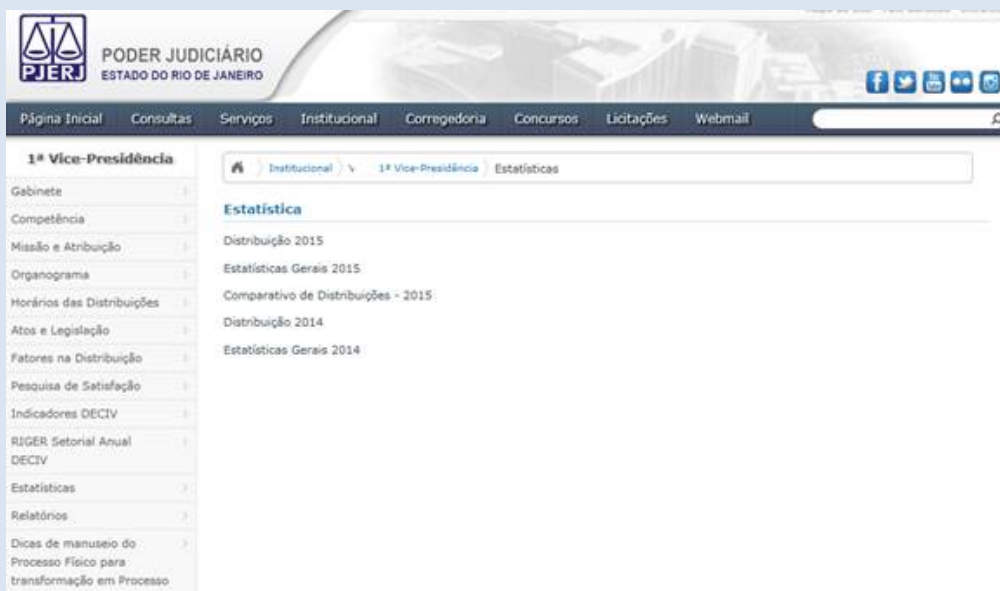 PJERJ
PODER JUDICIÁRIO
ESTADO DO RIO DE JANEIRO
Página Inicial Consultas Serviços Institucional Corregedoria Concursos Licitações Webmail
1ª Vice-Presidência
Gabinete
Competência
Missão e Atribuição
Organograma
Horários das Distribuições
Atos e Legislação
Fatores na Distribuição
Pesquisa de Satisfação
Indicadores DECIV
RIGER Setorial Anual
DECIV
Estatísticas
Relatórios
Dicas de manuseio do
Processo Físico para
transformação em Processo
Institucional 1ª Vice-Presidência Estatísticas
Estatística
Distribuição 2015
Estatísticas Gerais 2015
Comparativo de Distribuições - 2015
Distribuição 2014
Estatísticas Gerais 2014